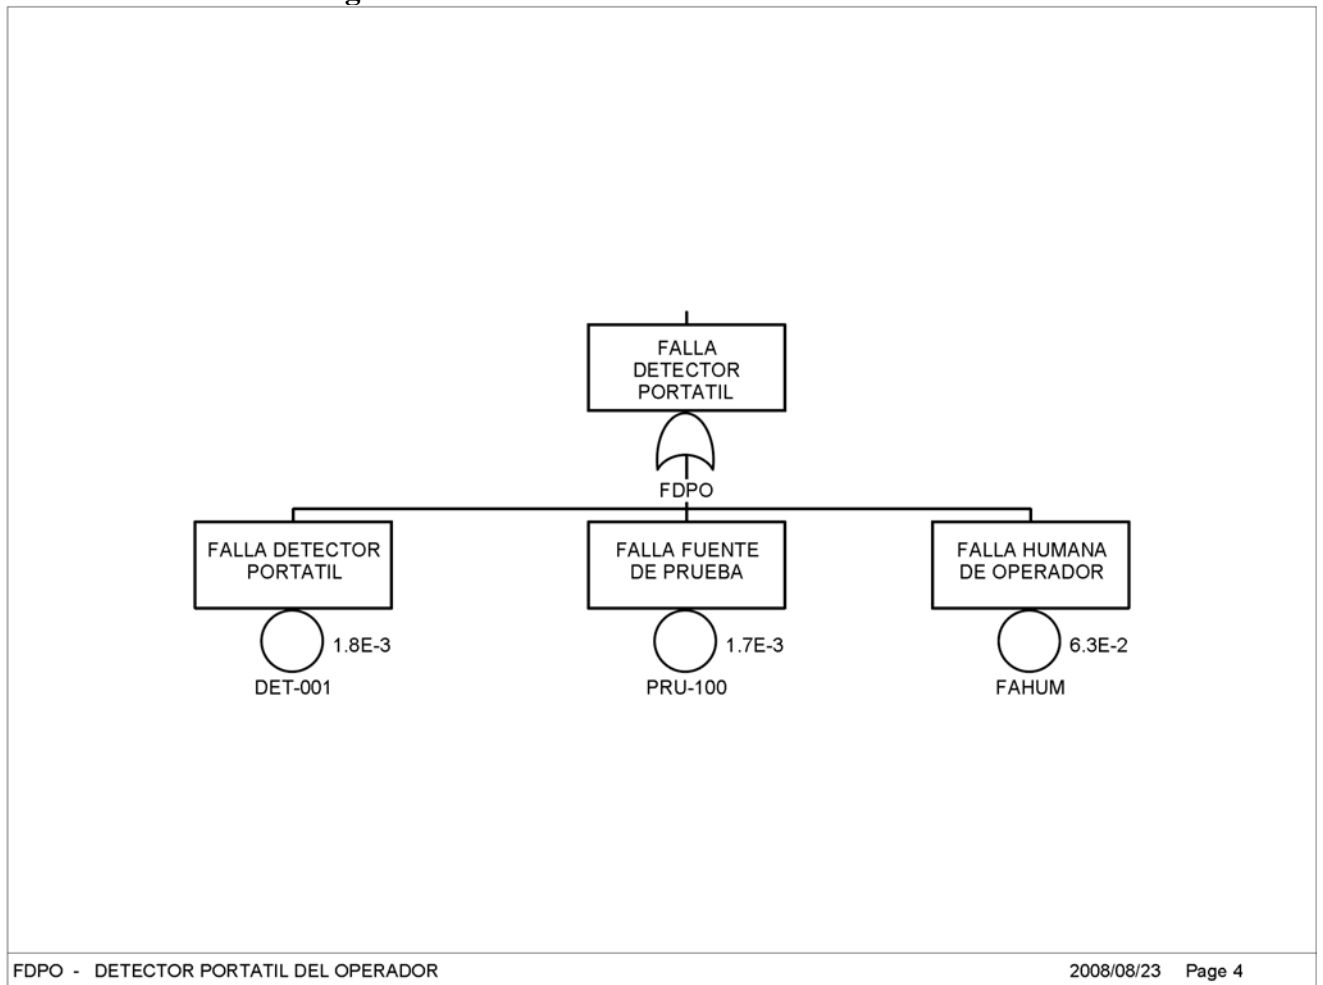 g
FALLA
DETECTOR
PORTATIL
FDPO
FALLA DETECTOR
PORTATIL
FALLA FUENTE
DE PRUEBA
FALLA HUMANA
DE OPERADOR
1.8E-3
1.7E-3
6.3E-2
DET-001
PRU-100
FAHUM
FDPO - DETECTOR PORTATIL DEL OPERADOR
2008/08/23 Page 4